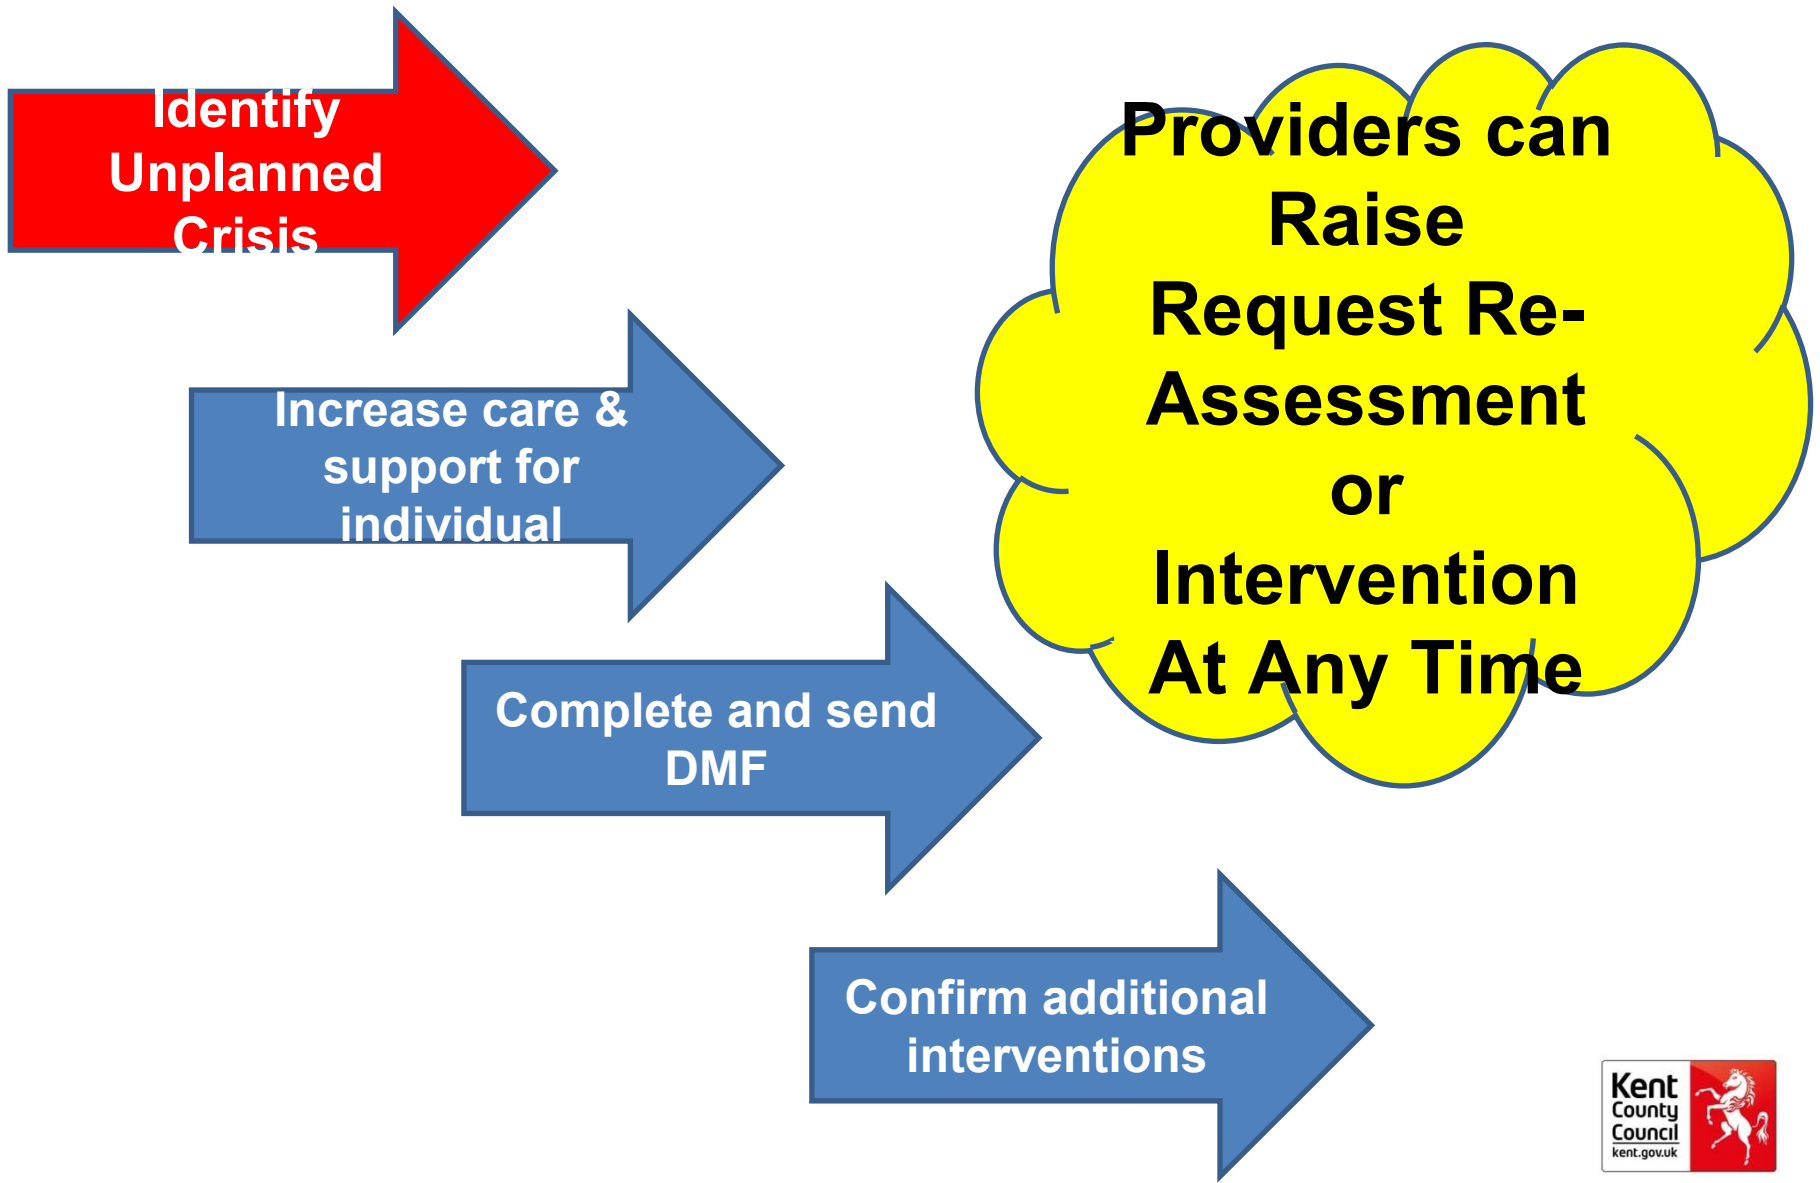 Identify
Unplanned
Crisis
Increase care &
support for
individual
Complete and send
DMF
Confirm additional
interventions
Providers can
Raise
Request Re-
Assessment
or
Intervention
At Any Time
Kent
County
Council
kent.gov.uk